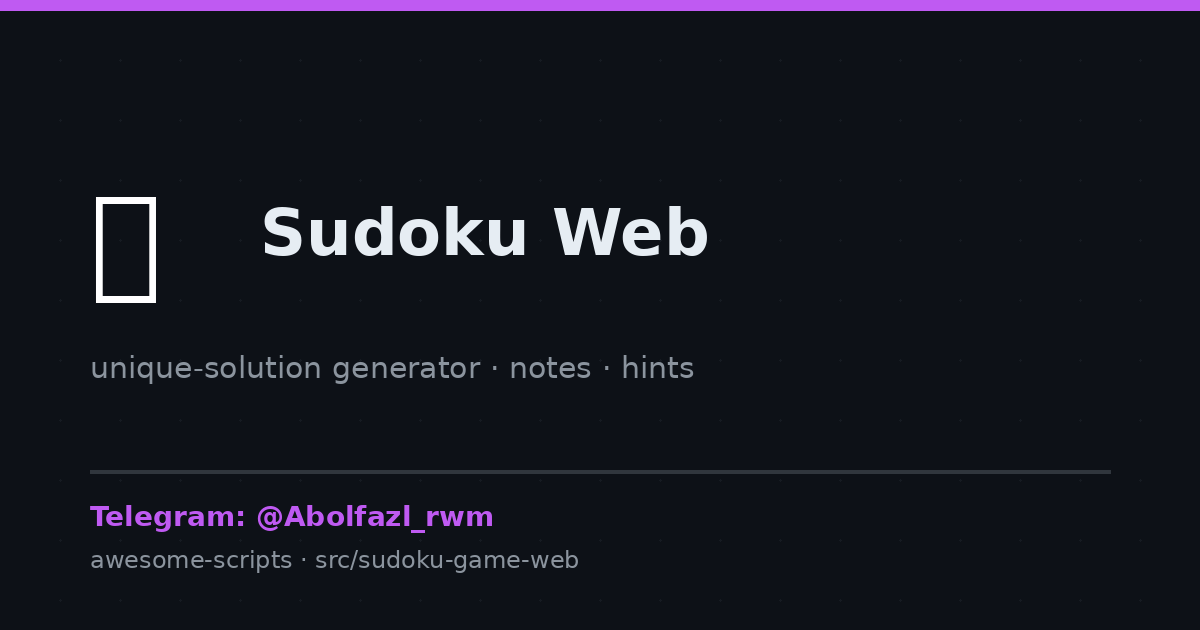 Sudoku Web
unique-solution generator · notes · hints
Telegram: @Abolfazl_rwm
awesome-scripts · src/sudoku-game-web